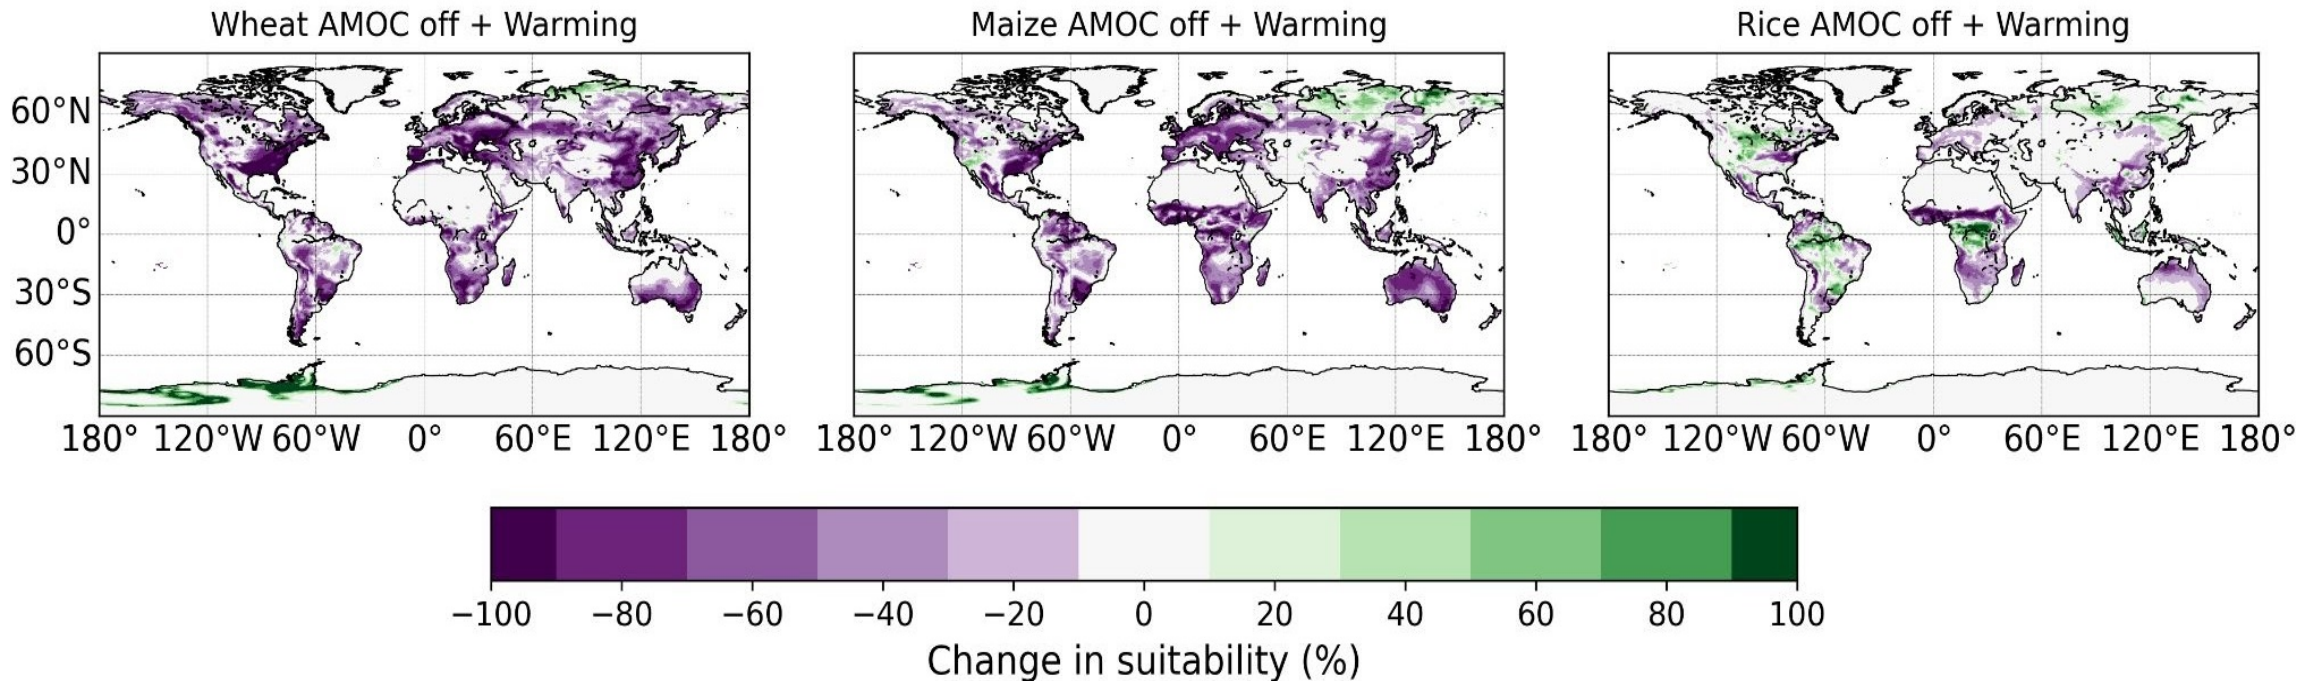 Wheat AMOC off + Warming
Maize AMOC off + Warming
Rice AMOC off + Warming
60°N
30°N
0°
30°S
60°S
180° 120°W 60°W 0° 60°E 120°E 180°
180° 120°W 60°W 0° 60°E 120°E 180°
180° 120°W 60°W 0° 60°E 120°E 180°
−100 −80 −60 −40 −20 0 20 40 60 80 100
Change in suitability (%)